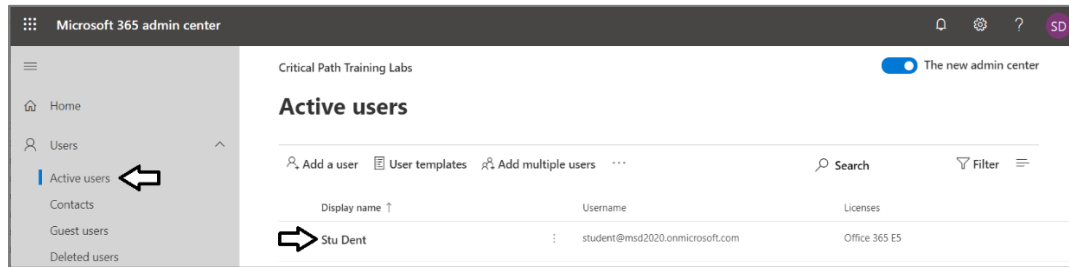 Microsoft 365 admin center
? SD
Critical Path Training Labs
The new admin center
Home
Active users
Users
Add a user User templates Add multiple users ... Search Filter
Active users
Contacts
Display name ↑ Username Licenses
Guest users
Stu Dent student@msd2020.onmicrosoft.com Office 365 E5
Deleted users